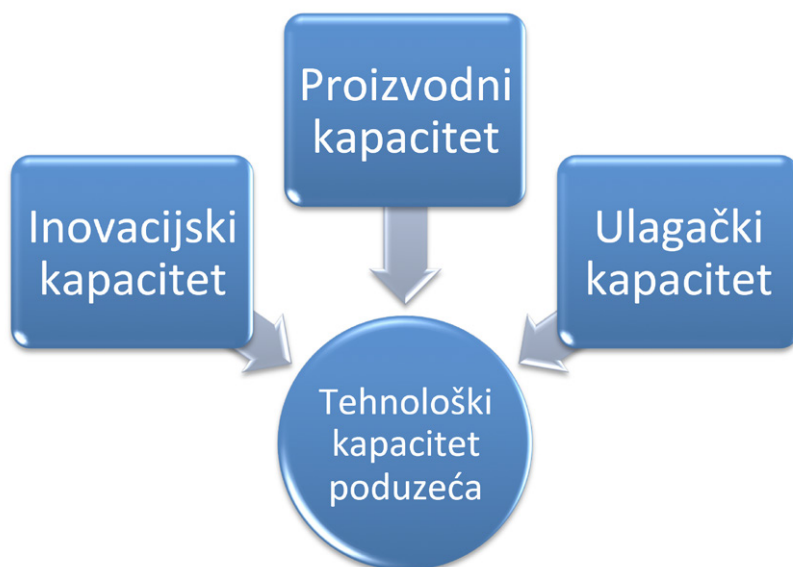 Proizvodni
kapacitet
Inovacijski
kapacitet
Ulagački
kapacitet
Tehnološki
kapacitet
poduzeća